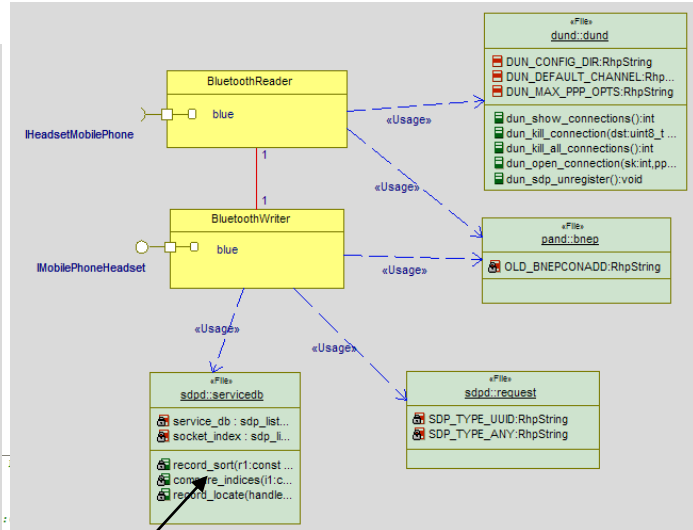 «File»
dund::dund
DUN_CONFIG_DIR:RhpString
DUN_DEFAULT_CHANNEL:Rhp...
DUN_MAX_PPP_OPTS:RhpString
dun_show_connections():int
dun_kill_connection(dst:uint8_t ...
dun_kill_all_connections():int
dun_open_connection(sk:int,pp...
dun_sdp_unregister():void
BluetoothReader
blue
IHeadsetMobilePhone
«Usage»
«Usage»
1
1
BluetoothWriter
blue
IMobilePhoneHeadset
«Usage»
«File»
pand::bnep
OLD_BNEPCONADD:RhpString
«Usage»
«Usage»
«File»
sdpd::servicedb
service_db : sdp_list...
socket_index : sdp_li...
record_sort(r1:const ...
compare_indices(i1:c...
record_locate(handle...
«File»
sdpd::request
SDP_TYPE_UUID:RhpString
SDP_TYPE_ANY:RhpString